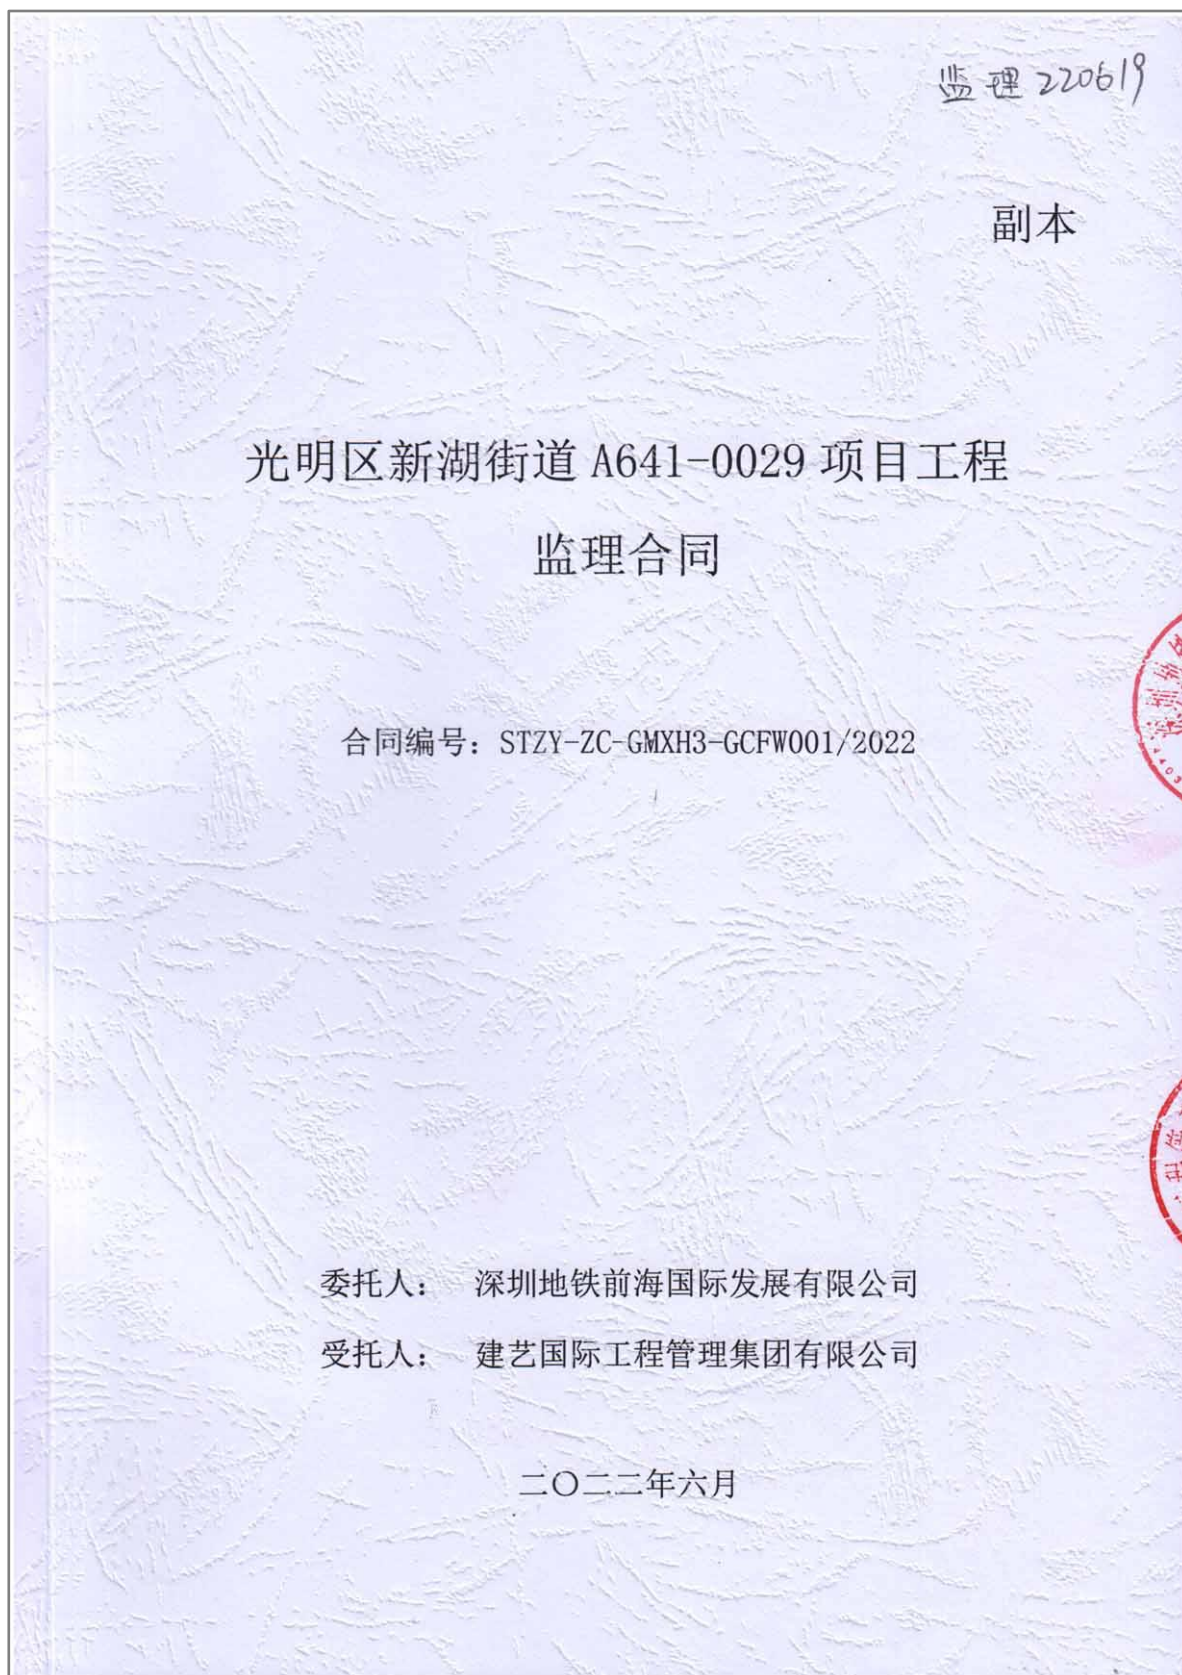 监理 220619
副本
光明区新湖街道 A641-0029 项目工程
监理合同
合同编号：STZY-ZC-GMXH3-GCFW001/2022
委托人： 深圳地铁前海国际发展有限公司
受托人： 建艺国际工程管理集团有限公司
二〇二二年六月